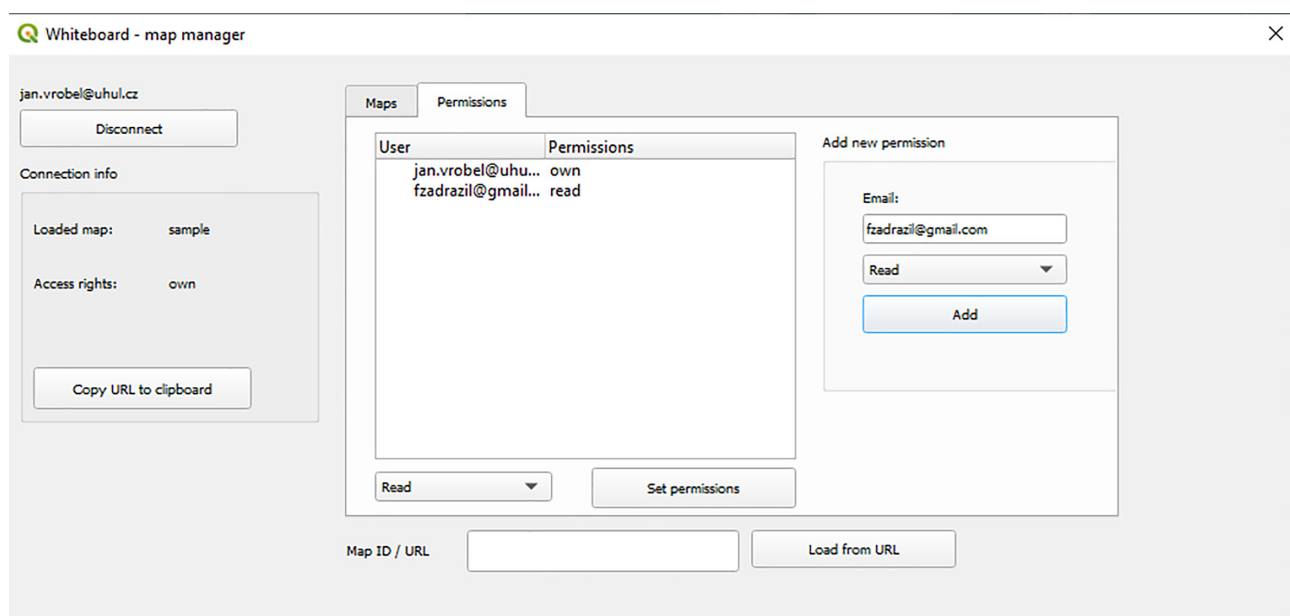 Whiteboard - map manager
jan.vrobel@uhul.cz
Disconnect
Connection info
Loaded map: sample
Access rights: own
Copy URL to clipboard
Maps Permissions
User Permissions
jan.vrobel@uhu... own
fzadrazil@gmail... read
Read Set permissions
Add new permission
Email:
fzadrazil@gmail.com
Read
Add
Map ID / URL Load from URL